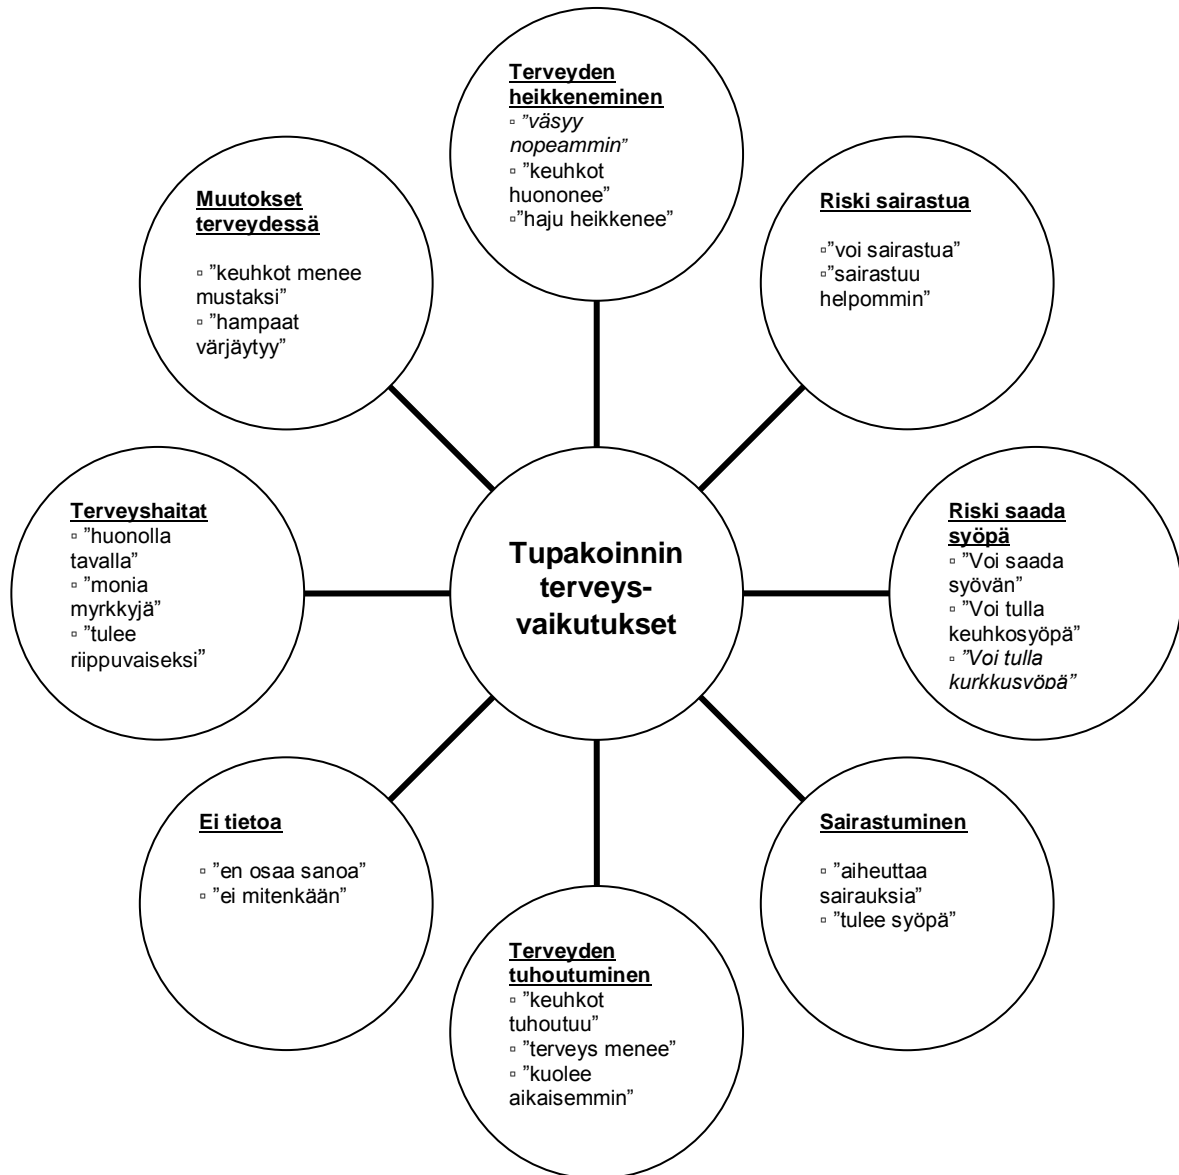 Terveyden
heikkeneminen
▫ ”väsyy
nopeammin”
▫ ”keuhkot
huononee”
▫”haju heikkenee”
Riski sairastua
▫”voi sairastua”
▫”sairastuu
helpommin”
Riski saada
syöpä
▫ ”Voi saada
syövän”
▫ ”Voi tulla
keuhkosyöpä”
▫ ”Voi tulla
kurkkusyöpä”
Sairastuminen
▫ ”aiheuttaa
sairauksia”
▫ ”tulee syöpä”
Terveyden
tuhoutuminen
▫ ”keuhkot
tuhoutuu”
▫ ”terveys menee”
▫ ”kuolee
aikaisemmin”
Ei tietoa
▫ ”en osaa sanoa”
▫ ”ei mitenkään”
Terveyshaitat
▫ ”huonolla
tavalla”
▫ ”monia
myrkkyjä”
▫ ”tulee
riippuvaiseksi”
Muutokset
terveydessä
▫ ”keuhkot menee
mustaksi”
▫ ”hampaat
värjäytyy”
Tupakoinnin
terveys-
vaikutukset